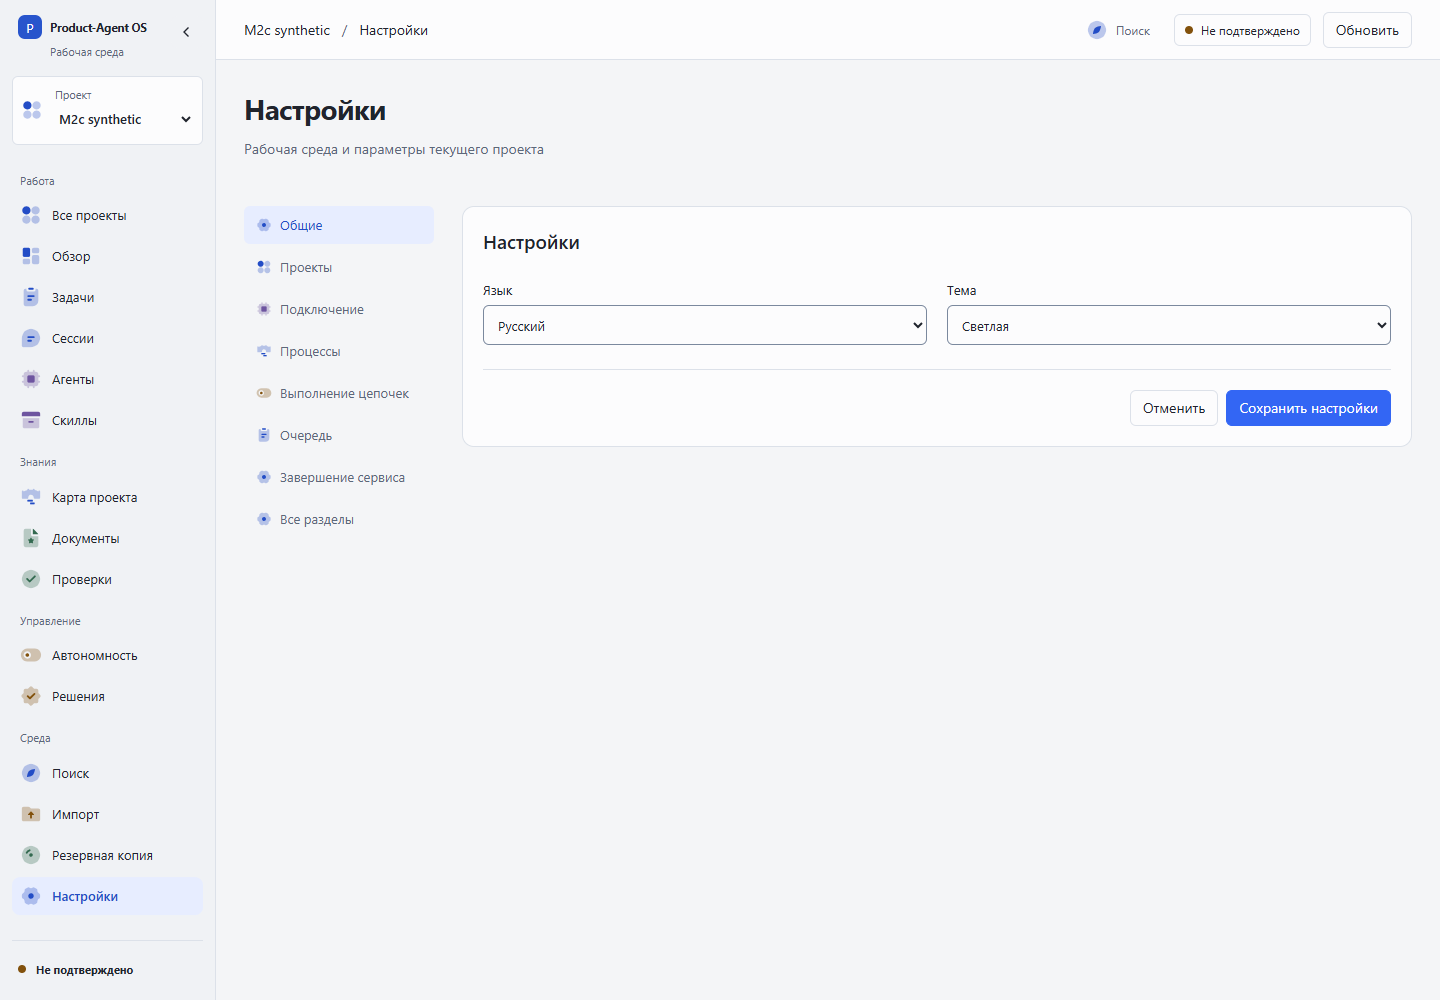 P
Product-Agent OS
Рабочая среда
Проект
M2c synthetic
Работа
Все проекты
Обзор
Задачи
Сессии
Агенты
Скиллы
Знания
Карта проекта
Документы
Проверки
Управление
Автономность
Решения
Среда
Поиск
Импорт
Резервная копия
Настройки
Не подтверждено
M2c synthetic / Настройки
Поиск
Не подтверждено
Обновить
Настройки
Рабочая среда и параметры текущего проекта
Общие
Проекты
Подключение
Процессы
Выполнение цепочек
Очередь
Завершение сервиса
Все разделы
Настройки
Язык
Русский
Тема
Светлая
Отменить
Сохранить настройки